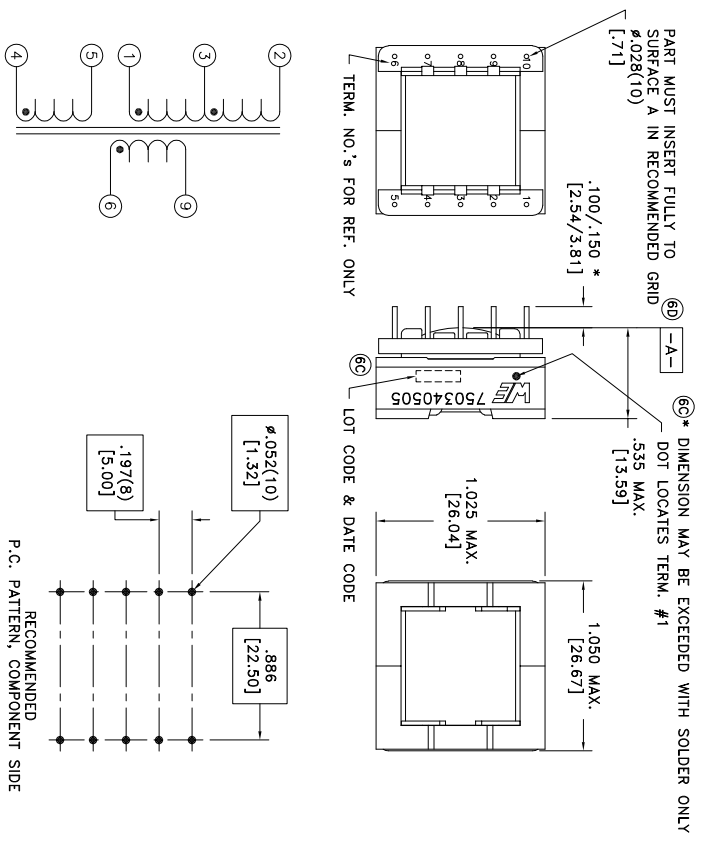 PART MUST INSERT FULLY TO
SURFACE A IN RECOMMENDED GRID
ø.028(10)
[.71]
10
9
8
7
6
1
2
3
4
5
TERM. NO.'s FOR REF. ONLY
.100/.150 *
[2.54/3.81]
6D
-A-
6C* DIMENSION MAY BE EXCEEDED WITH SOLDER ONLY
DOT LOCATES TERM. #1
.535 MAX.
[13.59]
WE
750340505
6C
LOT CODE & DATE CODE
1.025 MAX.
[26.04]
1.050 MAX.
[26.67]
2
3
1
5
4
9
6
ø.052(10)
[1.32]
.197(8)
[5.00]
.886
[22.50]
RECOMMENDED
P.C. PATTERN, COMPONENT SIDE